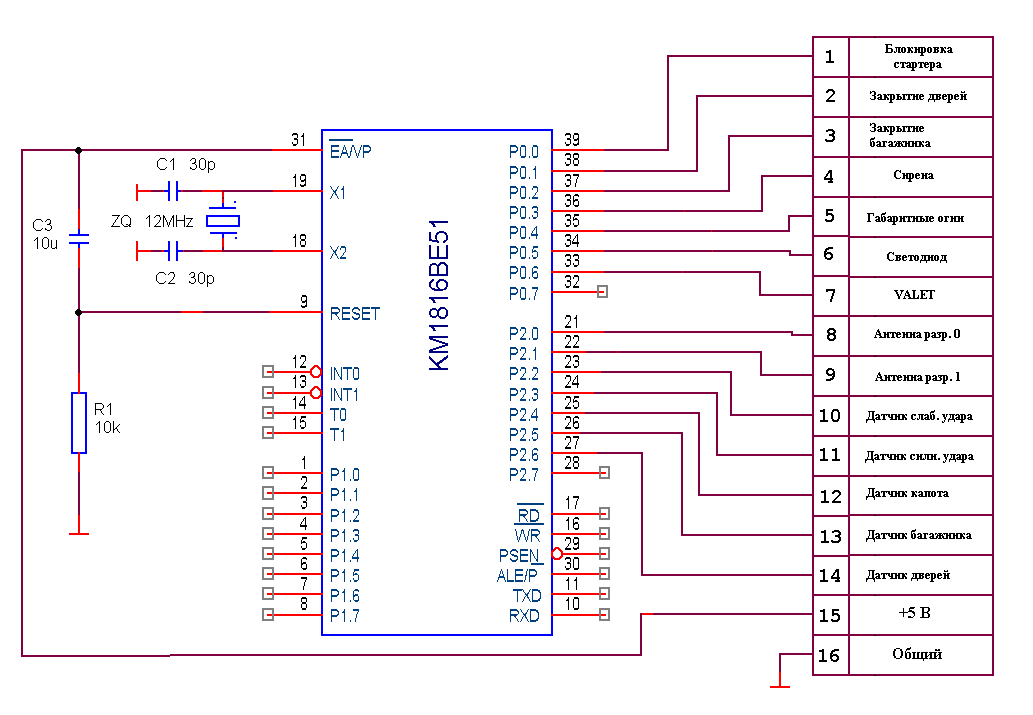 C1 30p
ZQ 12MHz
C2 30p
C3
10u
R1
10k
KM1816BE51
31 EA/VP
19 X1
18 X2
9 RESET
12 INT0
13 INT1
14 T0
15 T1
1 P1.0
2 P1.1
3 P1.2
4 P1.3
5 P1.4
6 P1.5
7 P1.6
8 P1.7
P0.0 39
P0.1 38
P0.2 37
P0.3 36
P0.4 35
P0.5 34
P0.6 33
P0.7 32
P2.0 21
P2.1 22
P2.2 23
P2.3 24
P2.4 25
P2.5 26
P2.6 27
P2.7 28
RD 17
WR 16
PSEN 29
ALE/P 30
TXD 11
RXD 10
1 Блокировка
стартера
2 Закрытие дверей
3 Закрытие
багажника
4 Сирена
5 Габаритные огни
6 Светодиод
7 VALET
8 Антенна разр. 0
9 Антенна разр. 1
10 Датчик слаб. удара
11 Датчик силн. удара
12 Датчик капота
13 Датчик багажника
14 Датчик дверей
15 +5 В
16 Общий